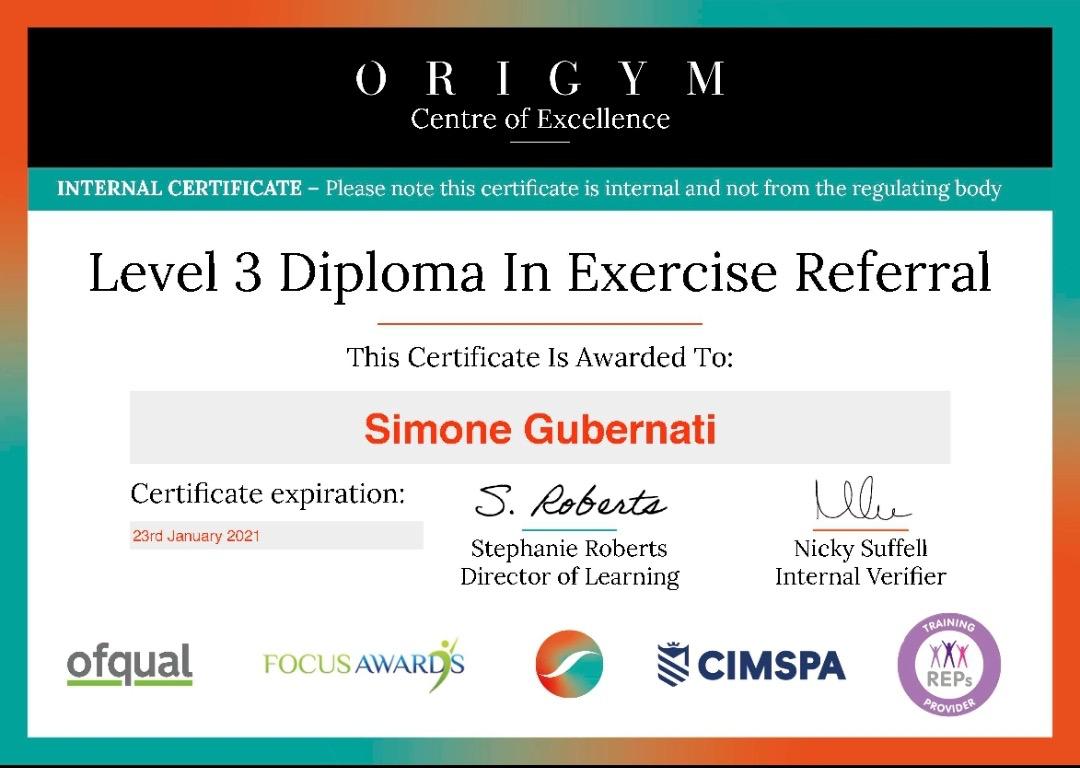 ORIGYM
Centre of Excellence
INTERNAL CERTIFICATE – Please note this certificate is internal and not from the regulating body
Level 3 Diploma In Exercise Referral
This Certificate Is Awarded To:
Simone Gubernati
Certificate expiration:
23rd January 2021
S. Roberts
Stephanie Roberts
Director of Learning
Nicky Suffell
Internal Verifier
ofqual
FOCUS AWARDS
CIMSPA
TRAINING
REPs
PROVIDER